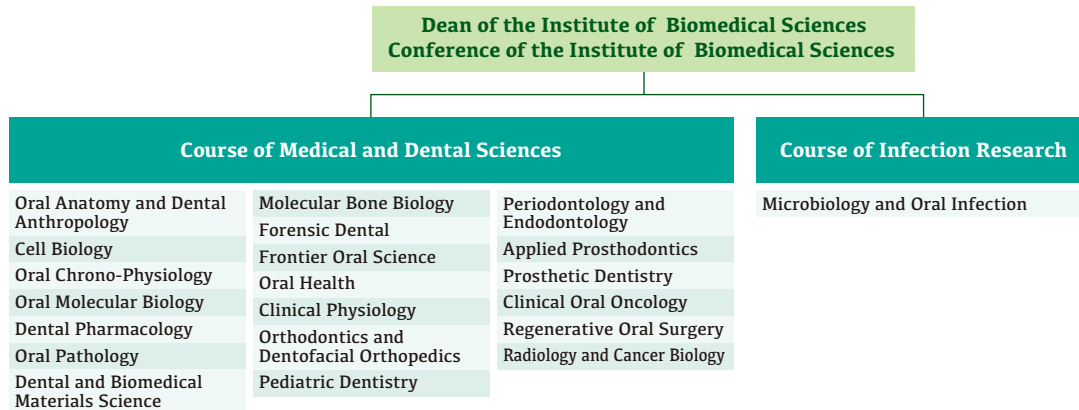 Dean of the Institute of Biomedical Sciences
Conference of the Institute of Biomedical Sciences
Course of Medical and Dental Sciences
Oral Anatomy and Dental
Anthropology
Cell Biology
Oral Chrono-Physiology
Oral Molecular Biology
Dental Pharmacology
Oral Pathology
Dental and Biomedical
Materials Science
Molecular Bone Biology
Forensic Dental
Frontier Oral Science
Oral Health
Clinical Physiology
Orthodontics and
Dentofacial Orthopedics
Pediatric Dentistry
Periodontology and
Endodontology
Applied Prosthodontics
Prosthetic Dentistry
Clinical Oral Oncology
Regenerative Oral Surgery
Radiology and Cancer Biology
Course of Infection Research
Microbiology and Oral Infection